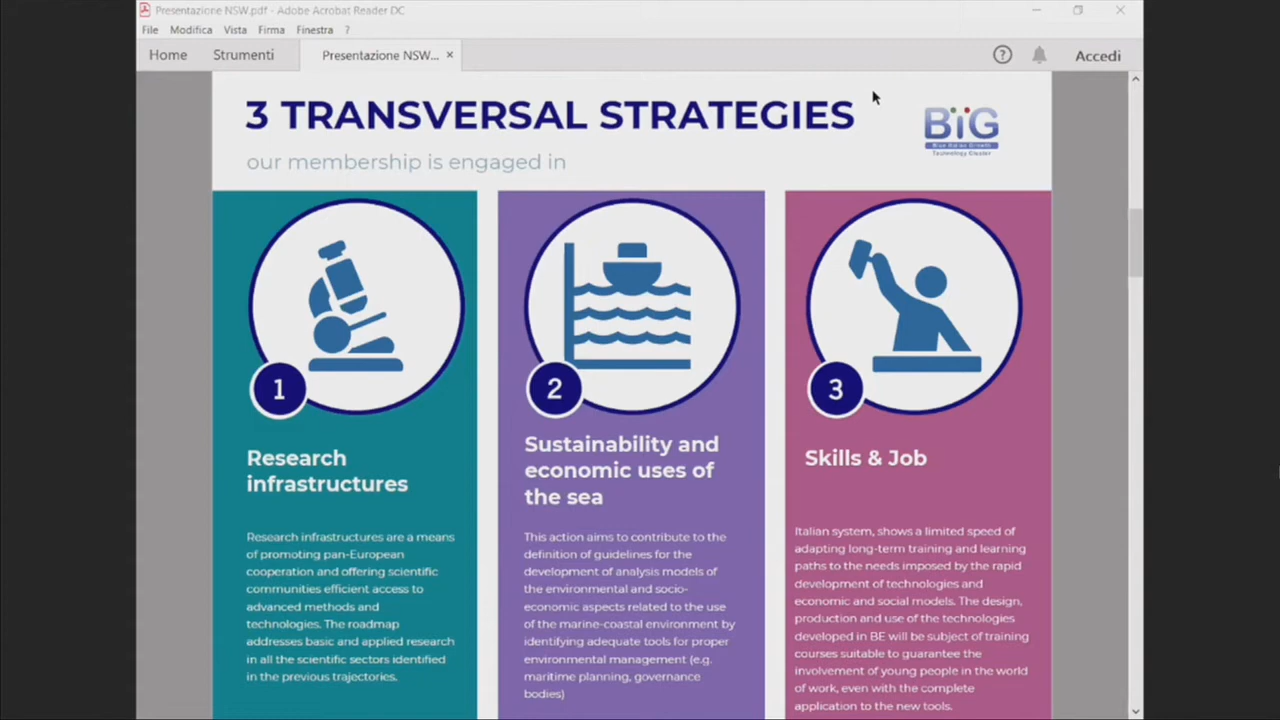 Presentazione NSW.pdf - Adobe Acrobat Reader DC
File Modifica Vista Firma Finestra ?
Home Strumenti Presentazione NSW... × ? Accedi
3 TRANSVERSAL STRATEGIES
our membership is engaged in
BiiG
Blue Italian Growth
Technology Cluster
1
Research
infrastructures
Research infrastructures are a means
of promoting pan-European
cooperation and offering scientific
communities efficient access to
advanced methods and
technologies. The roadmap
addresses basic and applied research
in all the scientific sectors identified
in the previous trajectories.
2
Sustainability and
economic uses of
the sea
This action aims to contribute to the
definition of guidelines for the
development of analysis models of
the environmental and socio-
economic aspects related to the use
of the marine-coastal environment by
identifying adequate tools for proper
environmental management (e.g.
maritime planning, governance
bodies)
3
Skills & Job
Italian system, shows a limited speed of
adapting long-term training and learning
paths to the needs imposed by the rapid
development of technologies and
economic and social models. The design,
production and use of the technologies
developed in BE will be subject of training
courses suitable to guarantee the
involvement of young people in the world
of work, even with the complete
application to the new tools.